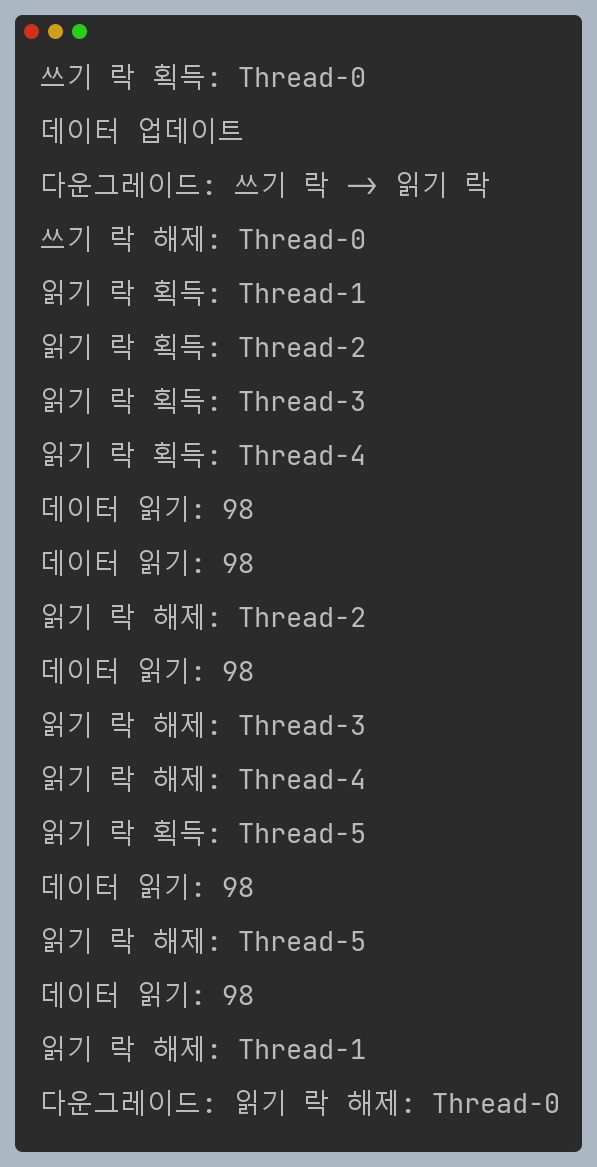 쓰기 락 획득: Thread-0
데이터 업데이트
다운그레이드: 쓰기 락 → 읽기 락
쓰기 락 해제: Thread-0
읽기 락 획득: Thread-1
읽기 락 획득: Thread-2
읽기 락 획득: Thread-3
읽기 락 획득: Thread-4
데이터 읽기: 98
데이터 읽기: 98
읽기 락 해제: Thread-2
데이터 읽기: 98
읽기 락 해제: Thread-3
읽기 락 해제: Thread-4
읽기 락 획득: Thread-5
데이터 읽기: 98
읽기 락 해제: Thread-5
데이터 읽기: 98
읽기 락 해제: Thread-1
다운그레이드: 읽기 락 해제: Thread-0